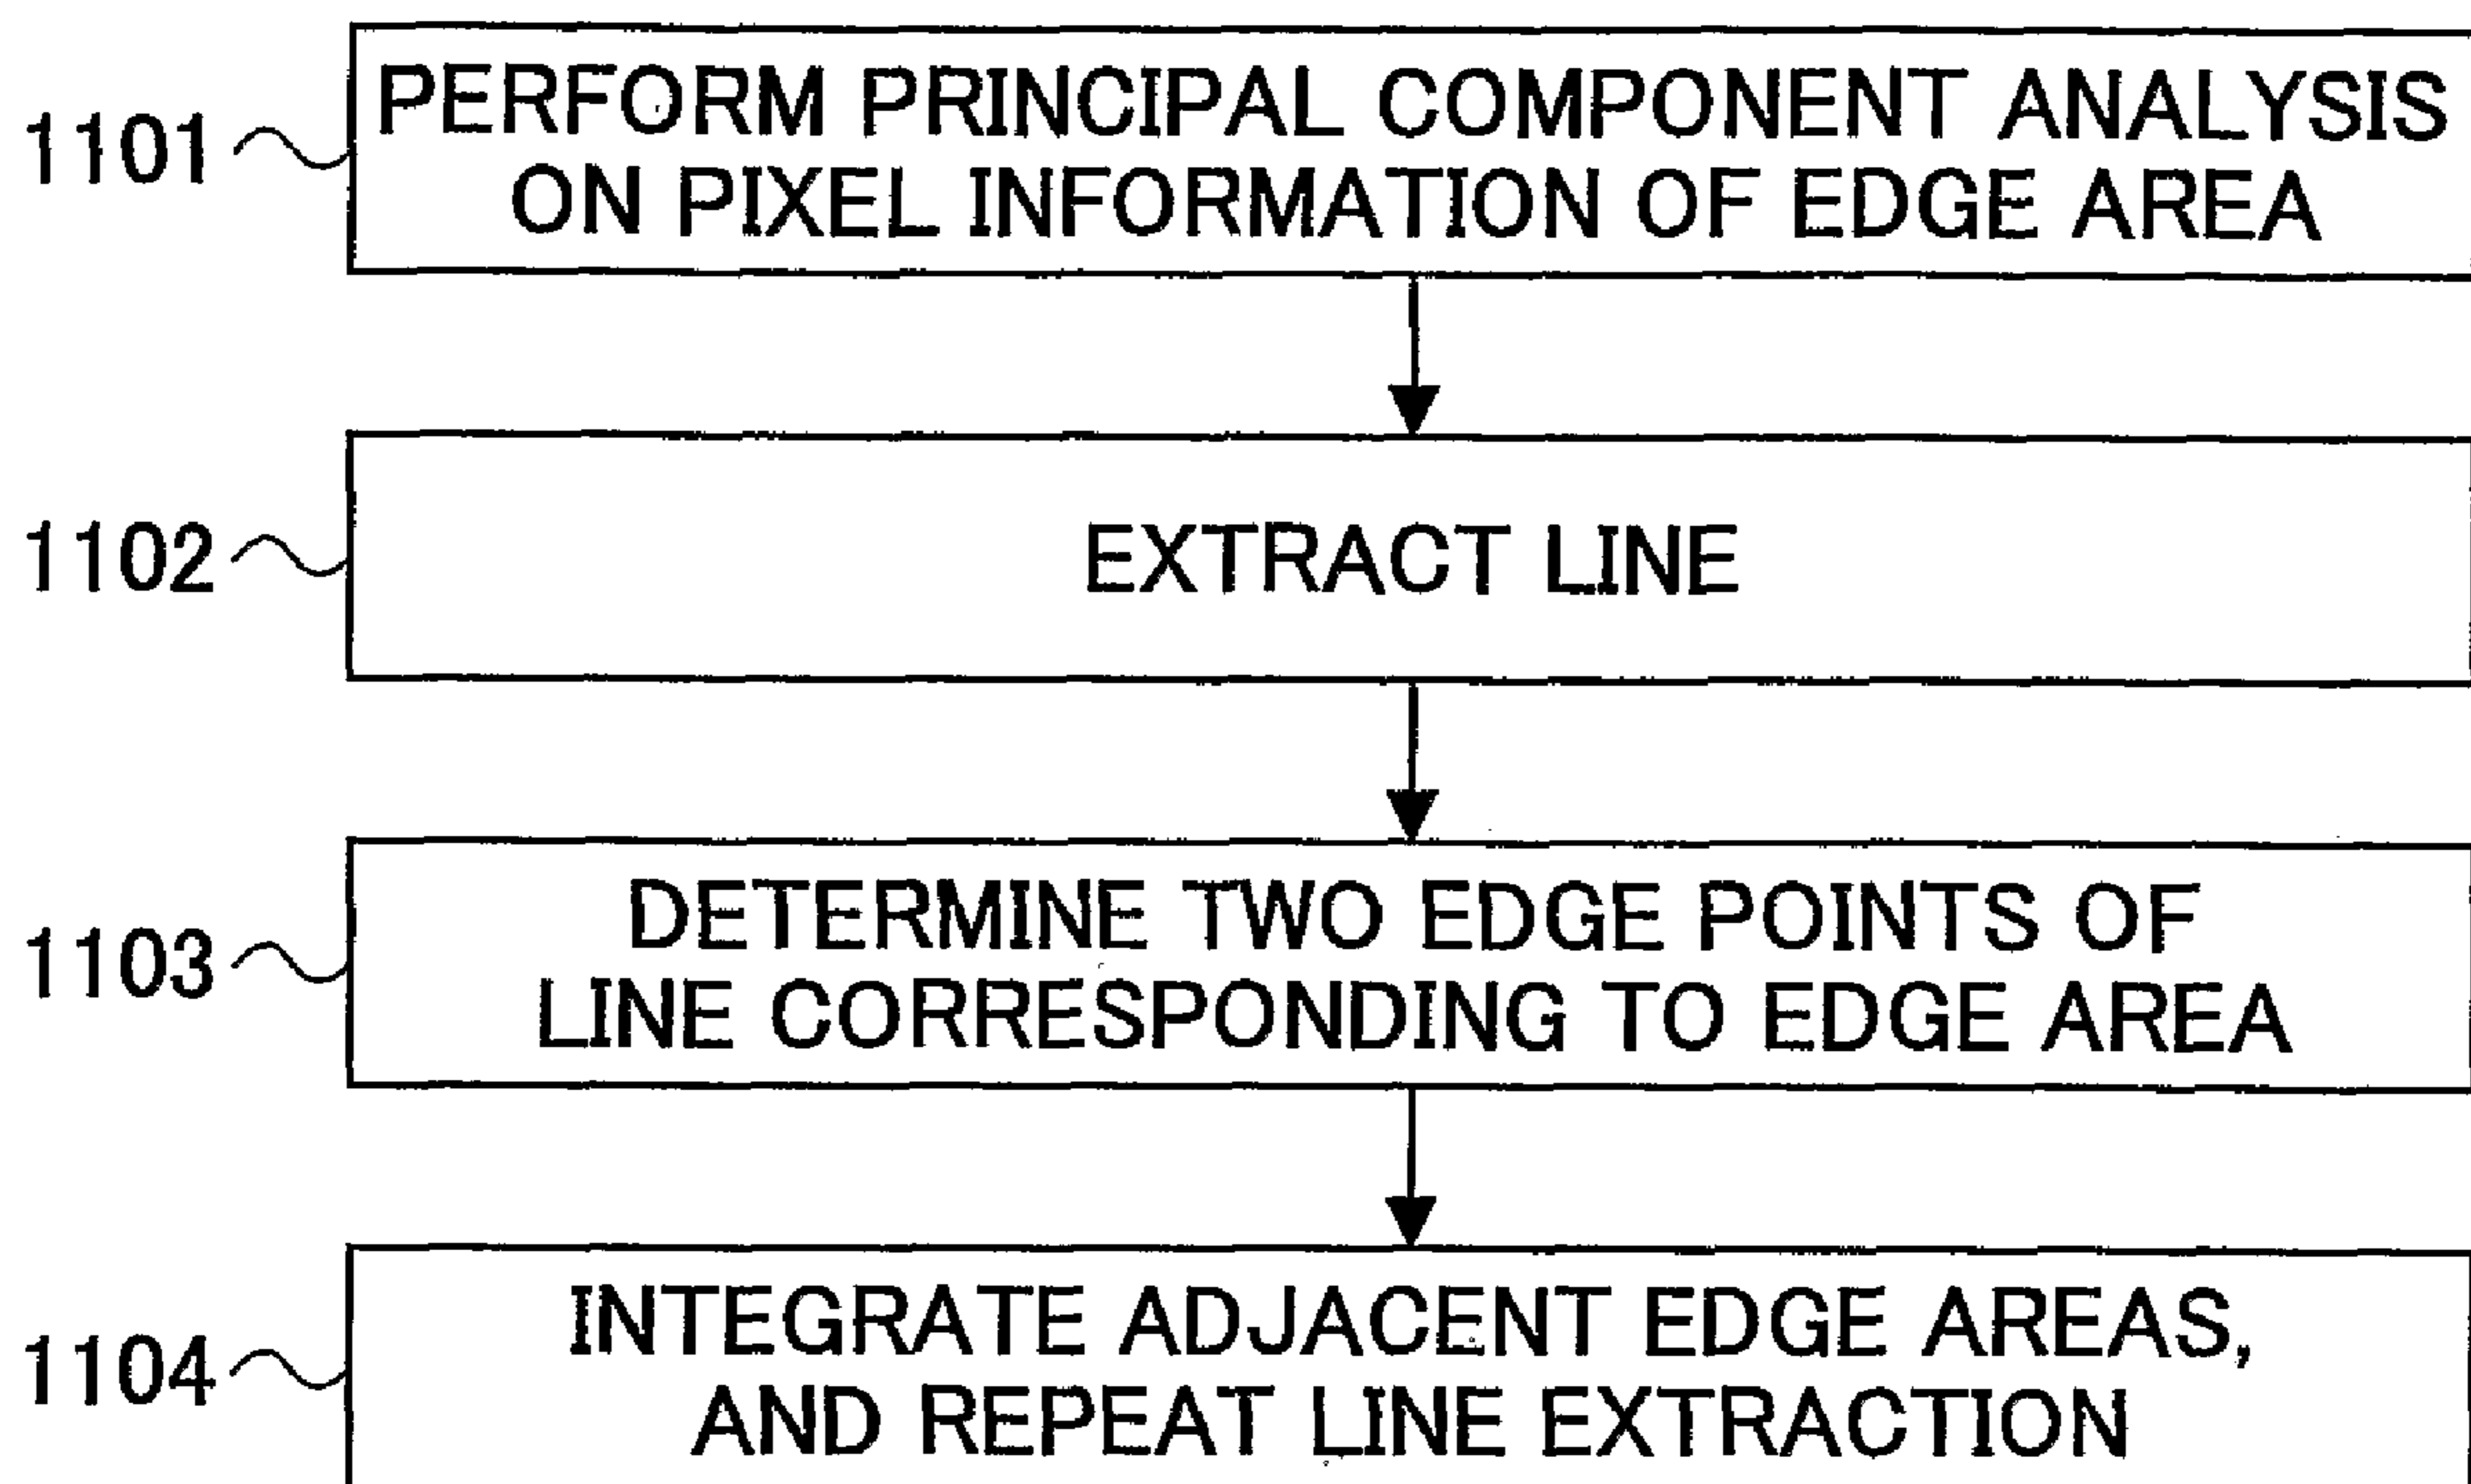 1101
PERFORM PRINCIPAL COMPONENT ANALYSIS
ON PIXEL INFORMATION OF EDGE AREA
1102
EXTRACT LINE
1103
DETERMINE TWO EDGE POINTS OF
LINE CORRESPONDING TO EDGE AREA
1104
INTEGRATE ADJACENT EDGE AREAS,
AND REPEAT LINE EXTRACTION